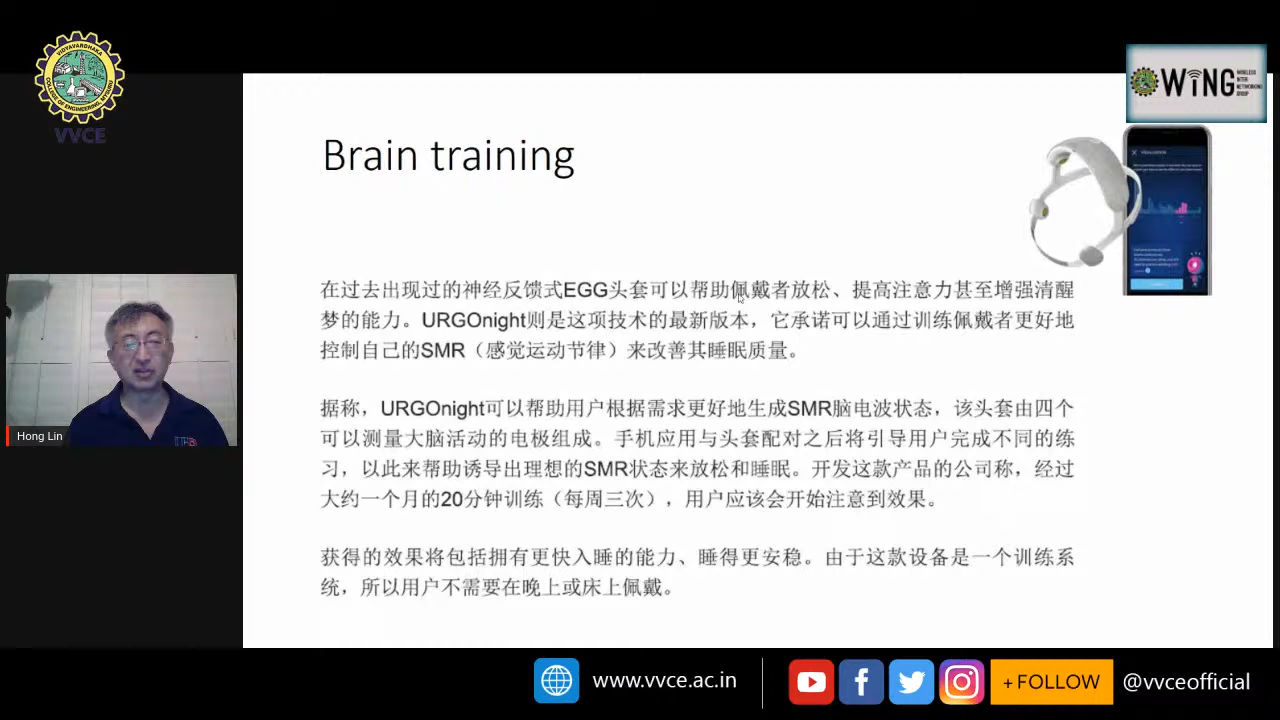 VIDYAVARDHAKA
COLLEGE OF ENGINEERING, MYSURU
VVCE
WiNG
WIRELESS
INTER
NETWORKING
GROUP
Brain training
在过去出现过的神经反馈式EGG头套可以帮助佩戴者放松、提高注意力甚至增强清醒
梦的能力。URGOnight则是这项技术的最新版本，它承诺可以通过训练佩戴者更好地
控制自己的SMR（感觉运动节律）来改善其睡眠质量。
据称，URGOnight可以帮助用户根据需求更好地生成SMR脑电波状态，该头套由四个
可以测量大脑活动的电极组成。手机应用与头套配对之后将引导用户完成不同的练
习，以此来帮助诱导出理想的SMR状态来放松和睡眠。开发这款产品的公司称，经过
大约一个月的20分钟训练（每周三次），用户应该会开始注意到效果。
获得的效果将包括拥有更快入睡的能力、睡得更安稳。由于这款设备是一个训练系
统，所以用户不需要在晚上或床上佩戴。
Hong Lin
www.vvce.ac.in
+ FOLLOW
@vvceofficial